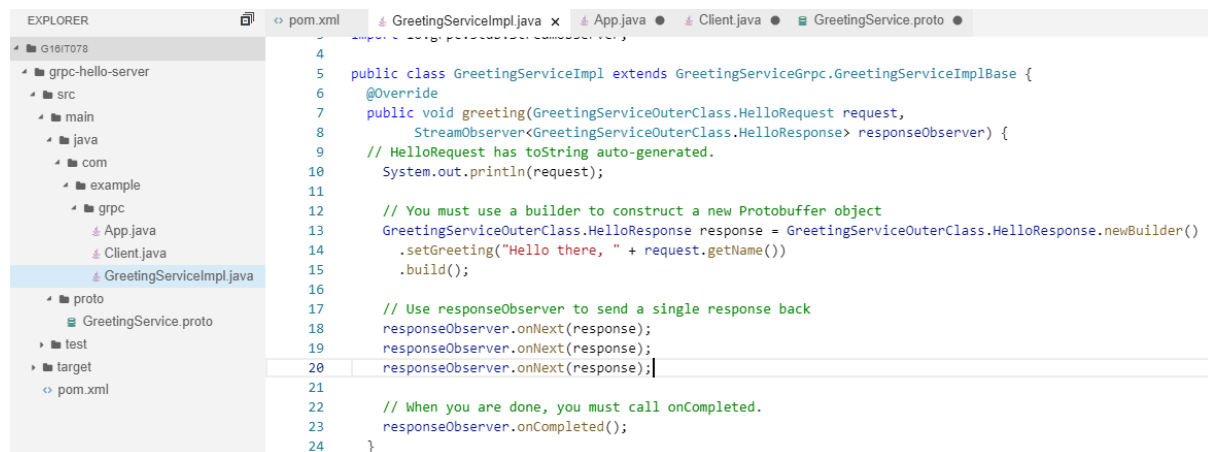 EXPLORER
pom.xml GreetingServiceImpl.java x App.java ● Client.java ● GreetingService.proto ●
G16IT078
grpc-hello-server
src
main
java
com
example
grpc
App.java
Client.java
GreetingServiceImpl.java
proto
GreetingService.proto
test
target
pom.xml
3 import io.grpc.stub.StreamObserver;
4
5 public class GreetingServiceImpl extends GreetingServiceGrpc.GreetingServiceImplBase {
6 @Override
7 public void greeting(GreetingServiceOuterClass.HelloRequest request,
8 StreamObserver<GreetingServiceOuterClass.HelloResponse> responseObserver) {
9 // HelloRequest has toString auto-generated.
10 System.out.println(request);
11
12 // You must use a builder to construct a new Protobuffer object
13 GreetingServiceOuterClass.HelloResponse response = GreetingServiceOuterClass.HelloResponse.newBuilder()
14 .setGreeting("Hello there, " + request.getName())
15 .build();
16
17 // Use responseObserver to send a single response back
18 responseObserver.onNext(response);
19 responseObserver.onNext(response);
20 responseObserver.onNext(response);
21
22 // When you are done, you must call onCompleted.
23 responseObserver.onCompleted();
24 }